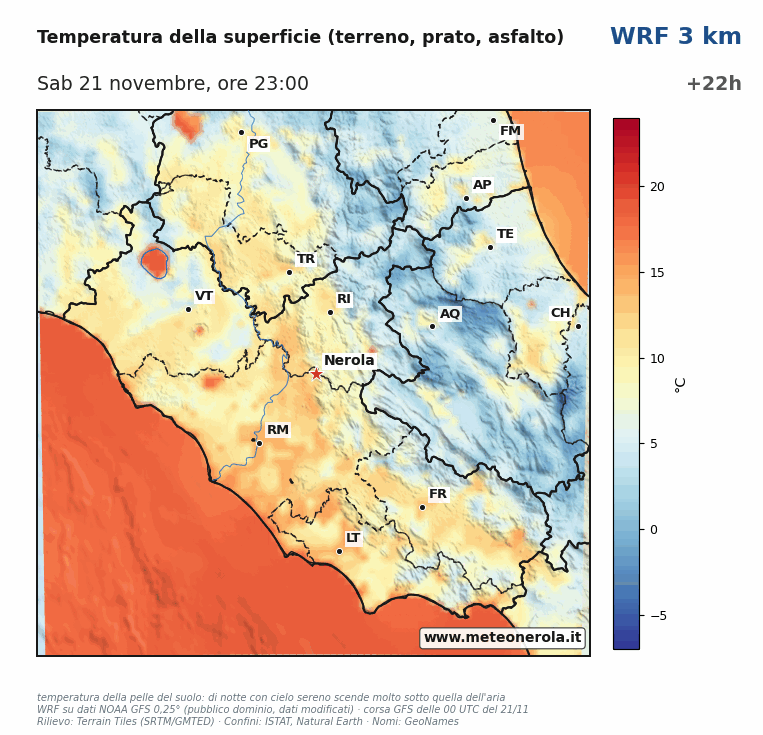 Temperatura della superficie (terreno, prato, asfalto)
WRF 3 km
Sab 21 novembre, ore 23:00
+22h
FM
PG
AP
TE
TR
VT
RI
AQ
CH
Nerola
RM
FR
LT
www.meteonerola.it
20
15
10
5
0
−5
°C
temperatura della pelle del suolo: di notte con cielo sereno scende molto sotto quella dell'aria
WRF su dati NOAA GFS 0,25° (pubblico dominio, dati modificati) · corsa GFS delle 00 UTC del 21/11
Rilievo: Terrain Tiles (SRTM/GMTED) · Confini: ISTAT, Natural Earth · Nomi: GeoNames